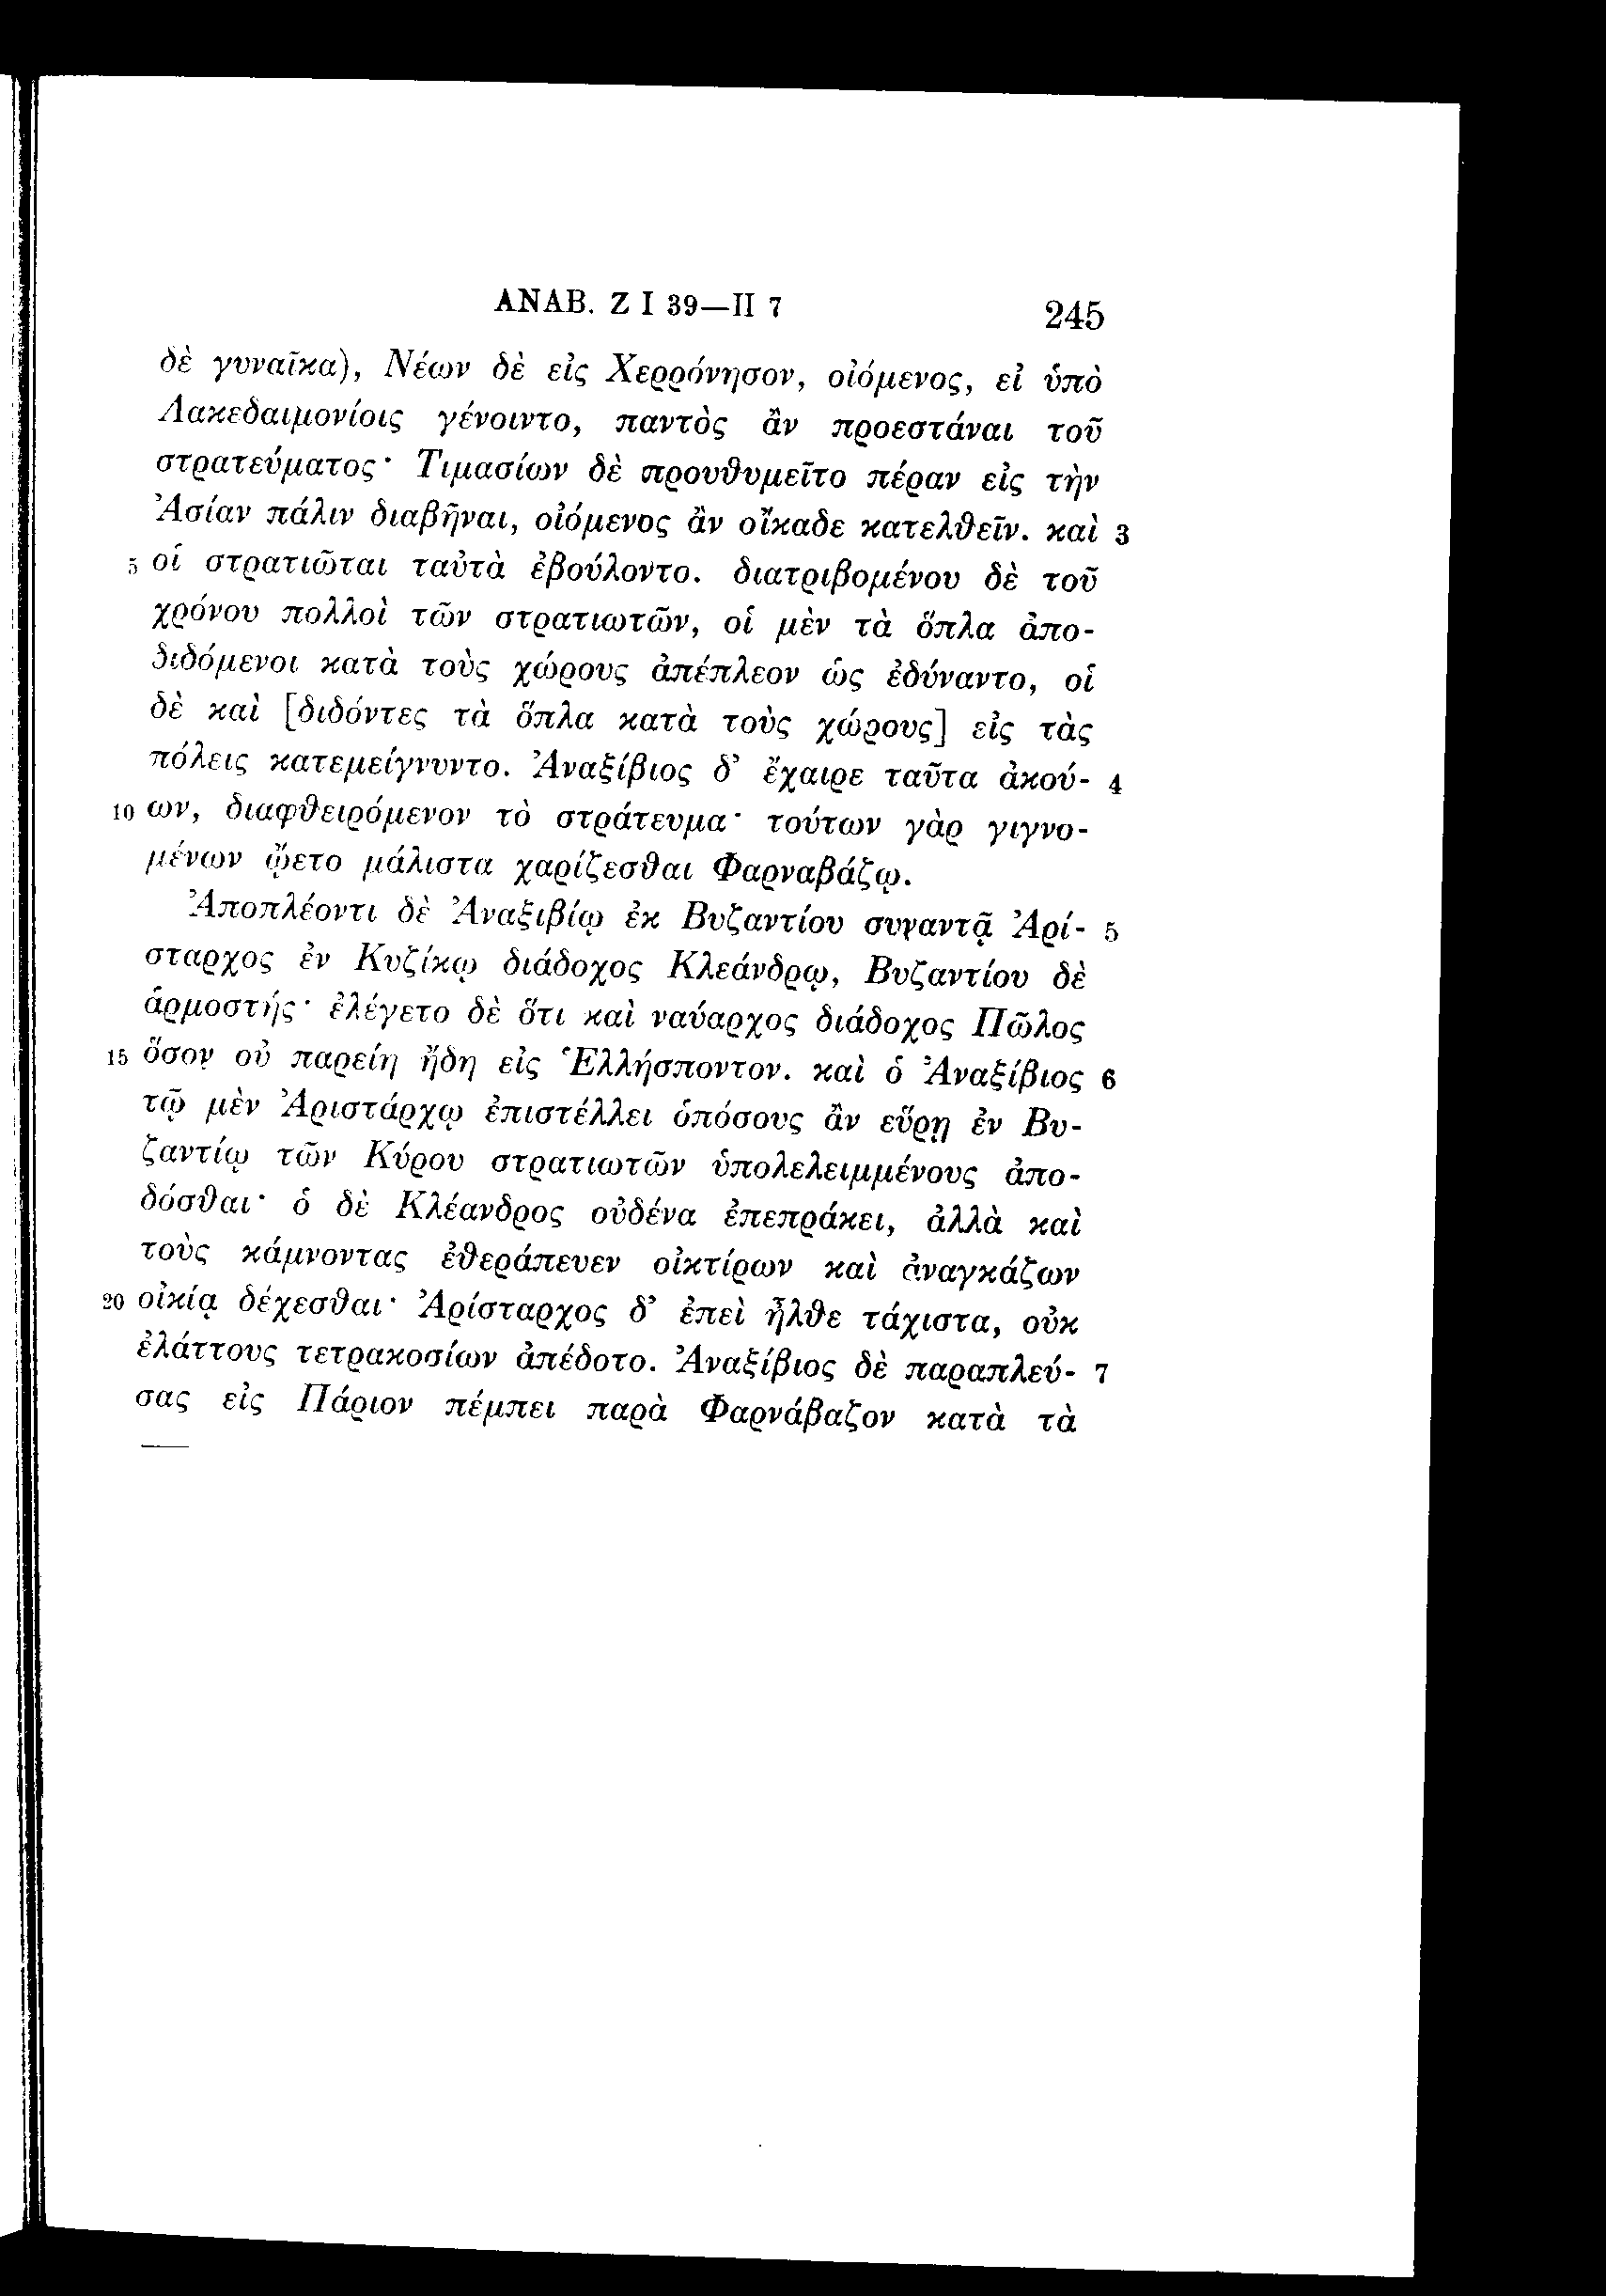 ΑΝΑΒ. Ζ Ι 39—ΙΙ 7 245
δὲ γυναῖκα), Νέων δὲ εἰς Χερρόνησον, οἰόμενος, εἰ ὑπὸ
Λακεδαιμονίοις γένοιντο, παντὸς ἂν προεστάναι τοῦ
στρατεύματος· Τιμασίων δὲ προυθυμεῖτο πέραν εἰς τὴν
Ἀσίαν πάλιν διαβῆναι, οἰόμενος ἂν οἴκαδε κατελθεῖν. καὶ 3
5 οἱ στρατιῶται ταὐτὰ ἐβούλοντο. διατριβομένου δὲ τοῦ
χρόνου πολλοὶ τῶν στρατιωτῶν, οἱ μὲν τὰ ὅπλα ἀπο-
διδόμενοι κατὰ τοὺς χώρους ἀπέπλεον ὡς ἐδύναντο, οἱ
δὲ καὶ [διδόντες τὰ ὅπλα κατὰ τοὺς χώρους] εἰς τὰς
πόλεις κατεμείγνυντο. Ἀναξίβιος δ’ ἔχαιρε ταῦτα ἀκού- 4
10 ων, διαφθειρόμενον τὸ στράτευμα· τούτων γὰρ γιγνο-
μένων ᾤετο μάλιστα χαρίζεσθαι Φαρναβάζῳ.
Ἀποπλέοντι δὲ Ἀναξιβίῳ ἐκ Βυζαντίου συναντᾷ Ἀρί- 5
σταρχος ἐν Κυζίκῳ διάδοχος Κλεάνδρῳ, Βυζαντίου δὲ
ἁρμοστής· ἐλέγετο δὲ ὅτι καὶ ναύαρχος διάδοχος Πῶλος
15 ὅσον οὐ παρείη ἤδη εἰς Ἑλλήσποντον. καὶ ὁ Ἀναξίβιος 6
τῷ μὲν Ἀριστάρχῳ ἐπιστέλλει ὁπόσους ἂν εὕρῃ ἐν Βυ-
ζαντίῳ τῶν Κύρου στρατιωτῶν ὑπολελειμμένους ἀπο-
δόσθαι· ὁ δὲ Κλέανδρος οὐδένα ἐπεπράκει, ἀλλὰ καὶ
τοὺς κάμνοντας ἐθεράπευεν οἰκτίρων καὶ ἀναγκάζων
20 οἰκίᾳ δέχεσθαι· Ἀρίσταρχος δ’ ἐπεὶ ἦλθε τάχιστα, οὐκ
ἐλάττους τετρακοσίων ἀπέδοτο. Ἀναξίβιος δὲ παραπλεύ- 7
σας εἰς Πάριον πέμπει παρὰ Φαρνάβαζον κατὰ τὰ